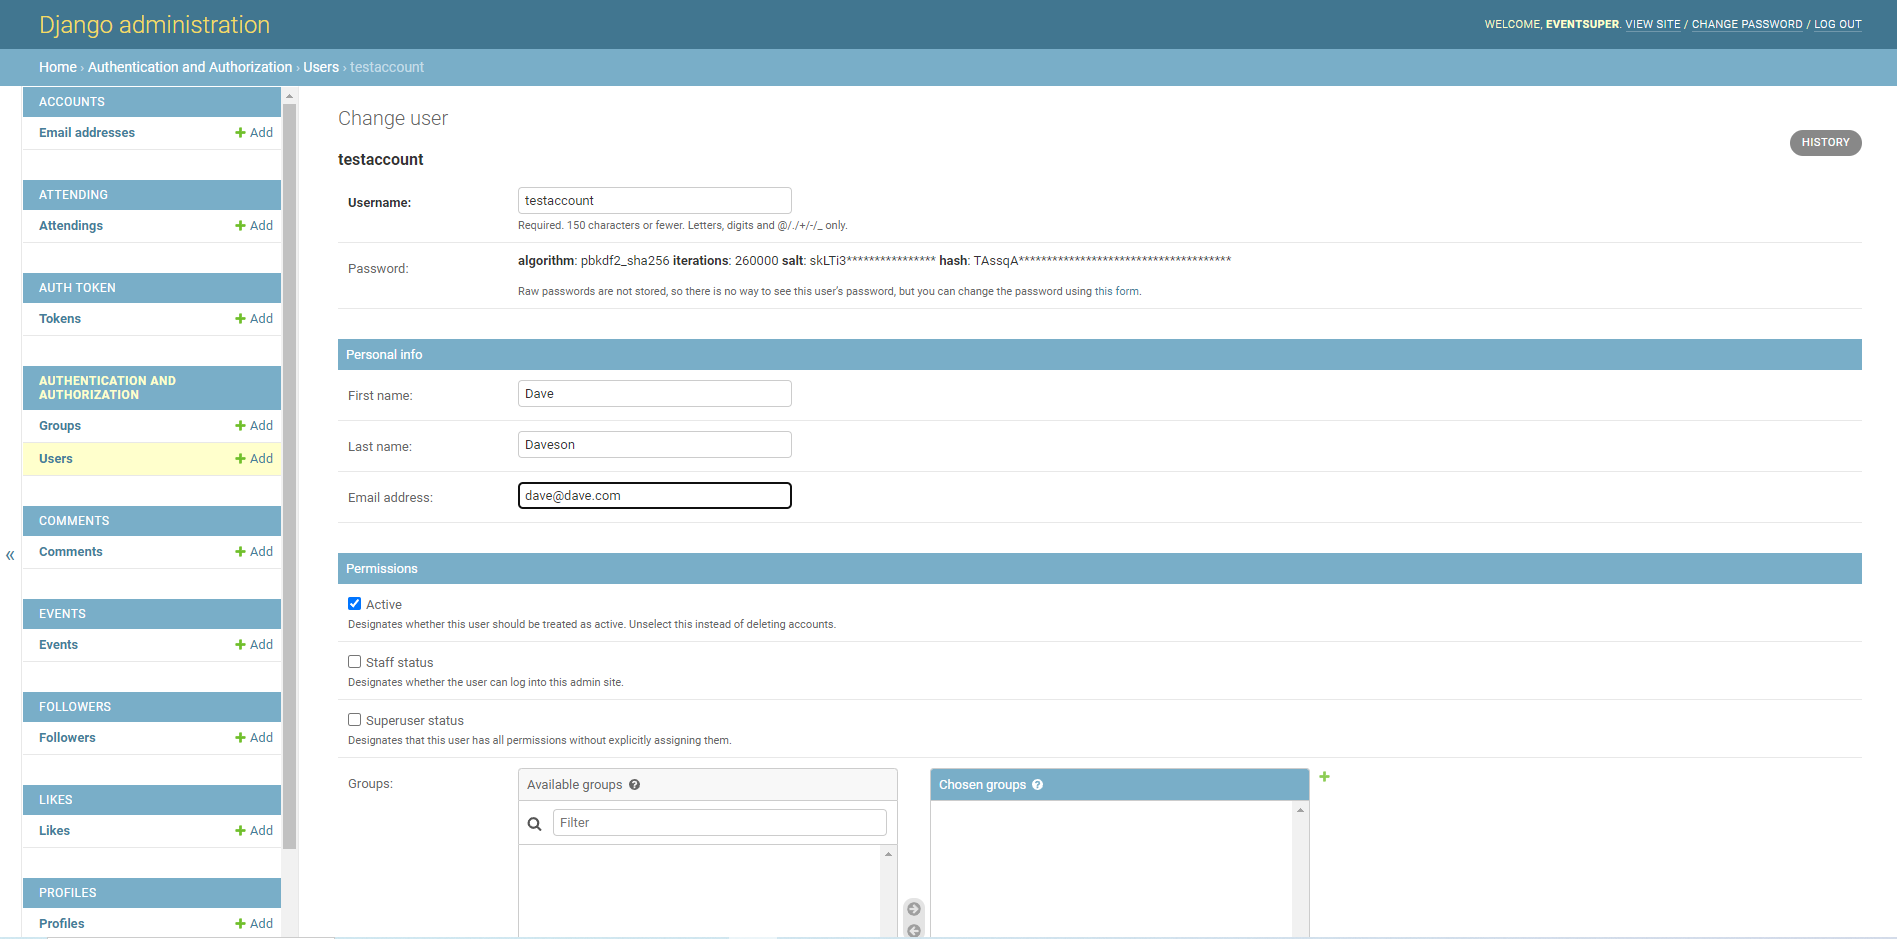 Django administration
WELCOME, EVENTSUPER. VIEW SITE / CHANGE PASSWORD / LOG OUT
Home › Authentication and Authorization › Users › testaccount
ACCOUNTS
Email addresses + Add
ATTENDING
Attendings + Add
AUTH TOKEN
Tokens + Add
AUTHENTICATION AND
AUTHORIZATION
Groups + Add
Users + Add
COMMENTS
Comments + Add
EVENTS
Events + Add
FOLLOWERS
Followers + Add
LIKES
Likes + Add
PROFILES
Profiles + Add
«
Change user
HISTORY
testaccount
Username: testaccount
Required. 150 characters or fewer. Letters, digits and @/./+/-/_ only.
Password: algorithm: pbkdf2_sha256 iterations: 260000 salt: skLTi3**************** hash: TAssqA**************************************
Raw passwords are not stored, so there is no way to see this user's password, but you can change the password using this form.
Personal info
First name: Dave
Last name: Daveson
Email address: dave@dave.com
Permissions
Active
Designates whether this user should be treated as active. Unselect this instead of deleting accounts.
Staff status
Designates whether the user can log into this admin site.
Superuser status
Designates that this user has all permissions without explicitly assigning them.
Groups:
Available groups ?
Filter
Chosen groups ?